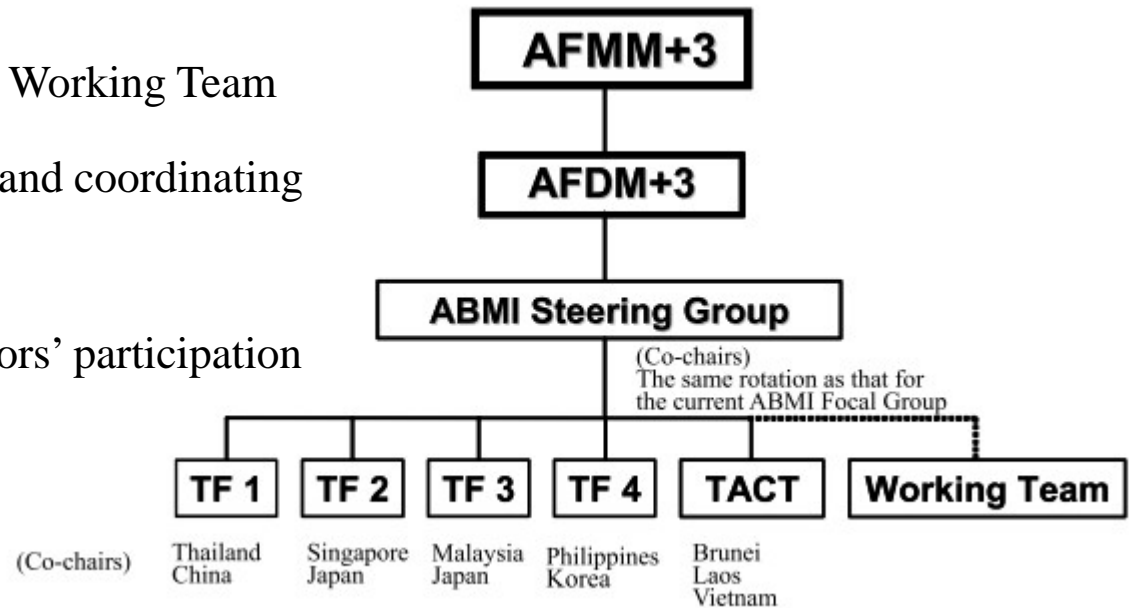 AFMM+3
Working Team
and coordinating
AFDM+3
ABMI Steering Group
participation
(Co-chairs)
The same rotation as that for
the current ABMI Focal Group
TF 1
TF 2
TF 3
TF 4
TACT
Working Team
(Co-chairs)
Thailand
China
Singapore
Japan
Malaysia
Japan
Philippines
Korea
Brunei
Laos
Vietnam